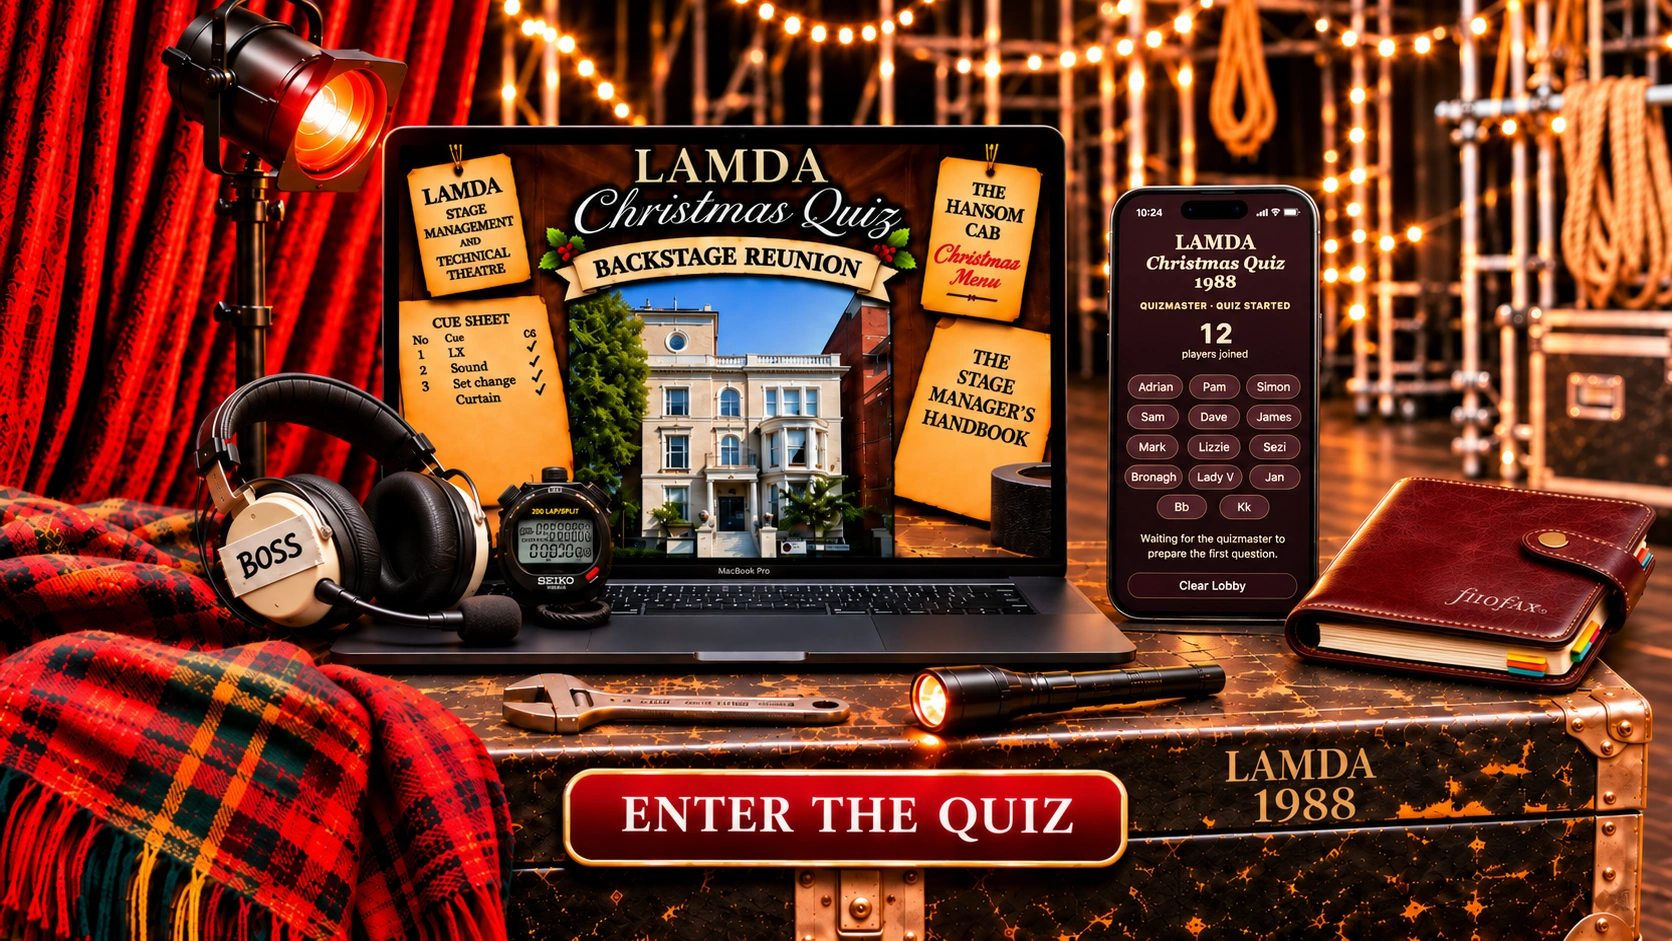 LAMDA
Christmas Quiz
BACKSTAGE REUNION
LAMDA
STAGE
MANAGEMENT
AND
TECHNICAL
THEATRE
CUE SHEET
No Cue C6
1 LX ✓
2 Sound ✓
3 Set change ✓
Curtain
THE
HANSOM
CAB
Christmas
Menu
THE
STAGE
MANAGER'S
HANDBOOK
MacBook Pro
BOSS
200 LAP/SPLIT
SEIKO
10:24
LAMDA
Christmas Quiz
1988
QUIZMASTER · QUIZ STARTED
12
players joined
Adrian Pam Simon
Sam Dave James
Mark Lizzie Sezi
Bronagh Lady V Jan
Bb Kk
Waiting for the quizmaster to
prepare the first question.
Clear Lobby
filofax
LAMDA
1988
ENTER THE QUIZ